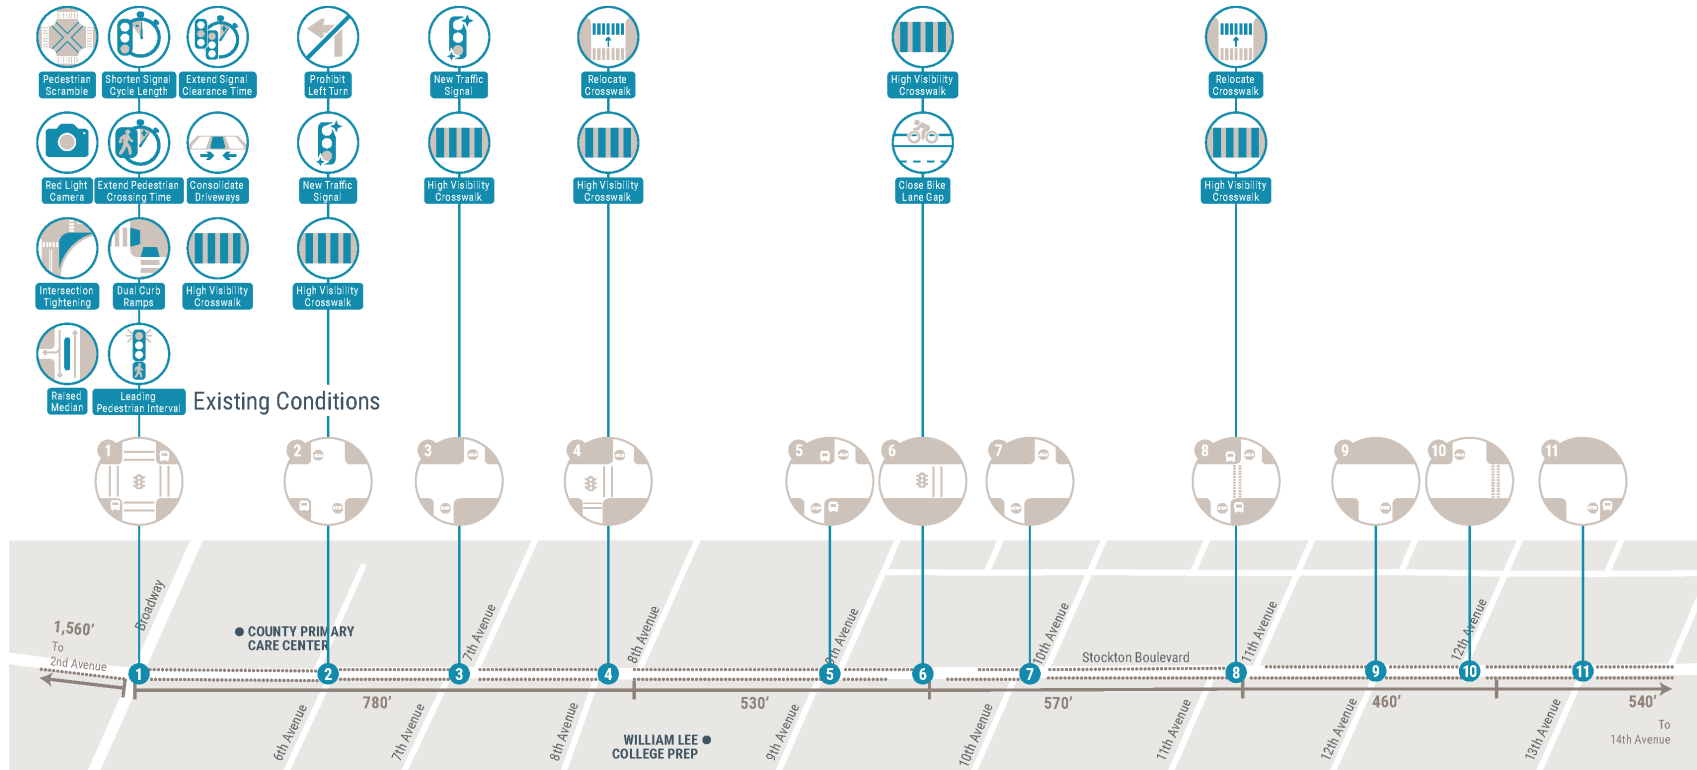 Pedestrian
Scramble
Shorten Signal
Cycle Length
Extend Signal
Clearance Time
Prohibit
Left Turn
New Traffic
Signal
Relocate
Crosswalk
High Visibility
Crosswalk
Relocate
Crosswalk
Red Light
Camera
Extend Pedestrian
Crossing Time
Consolidate
Driveways
New Traffic
Signal
High Visibility
Crosswalk
High Visibility
Crosswalk
Close Bike
Lane Gap
High Visibility
Crosswalk
Intersection
Tightening
Dual Curb
Ramps
High Visibility
Crosswalk
High Visibility
Crosswalk
Raised
Median
Leading
Pedestrian Interval
Existing Conditions
1
2
3
4
5
6
7
8
9
10
11
Broadway
7th Avenue
8th Avenue
9th Avenue
10th Avenue
11th Avenue
12th Avenue
1,560’
To
2nd Avenue
COUNTY PRIMARY
CARE CENTER
Stockton Boulevard
1
2
3
4
5
6
7
8
9
10
11
780’
530’
570’
460’
540’
6th Avenue
7th Avenue
8th Avenue
9th Avenue
10th Avenue
11th Avenue
12th Avenue
13th Avenue
To
14th Avenue
WILLIAM LEE
COLLEGE PREP